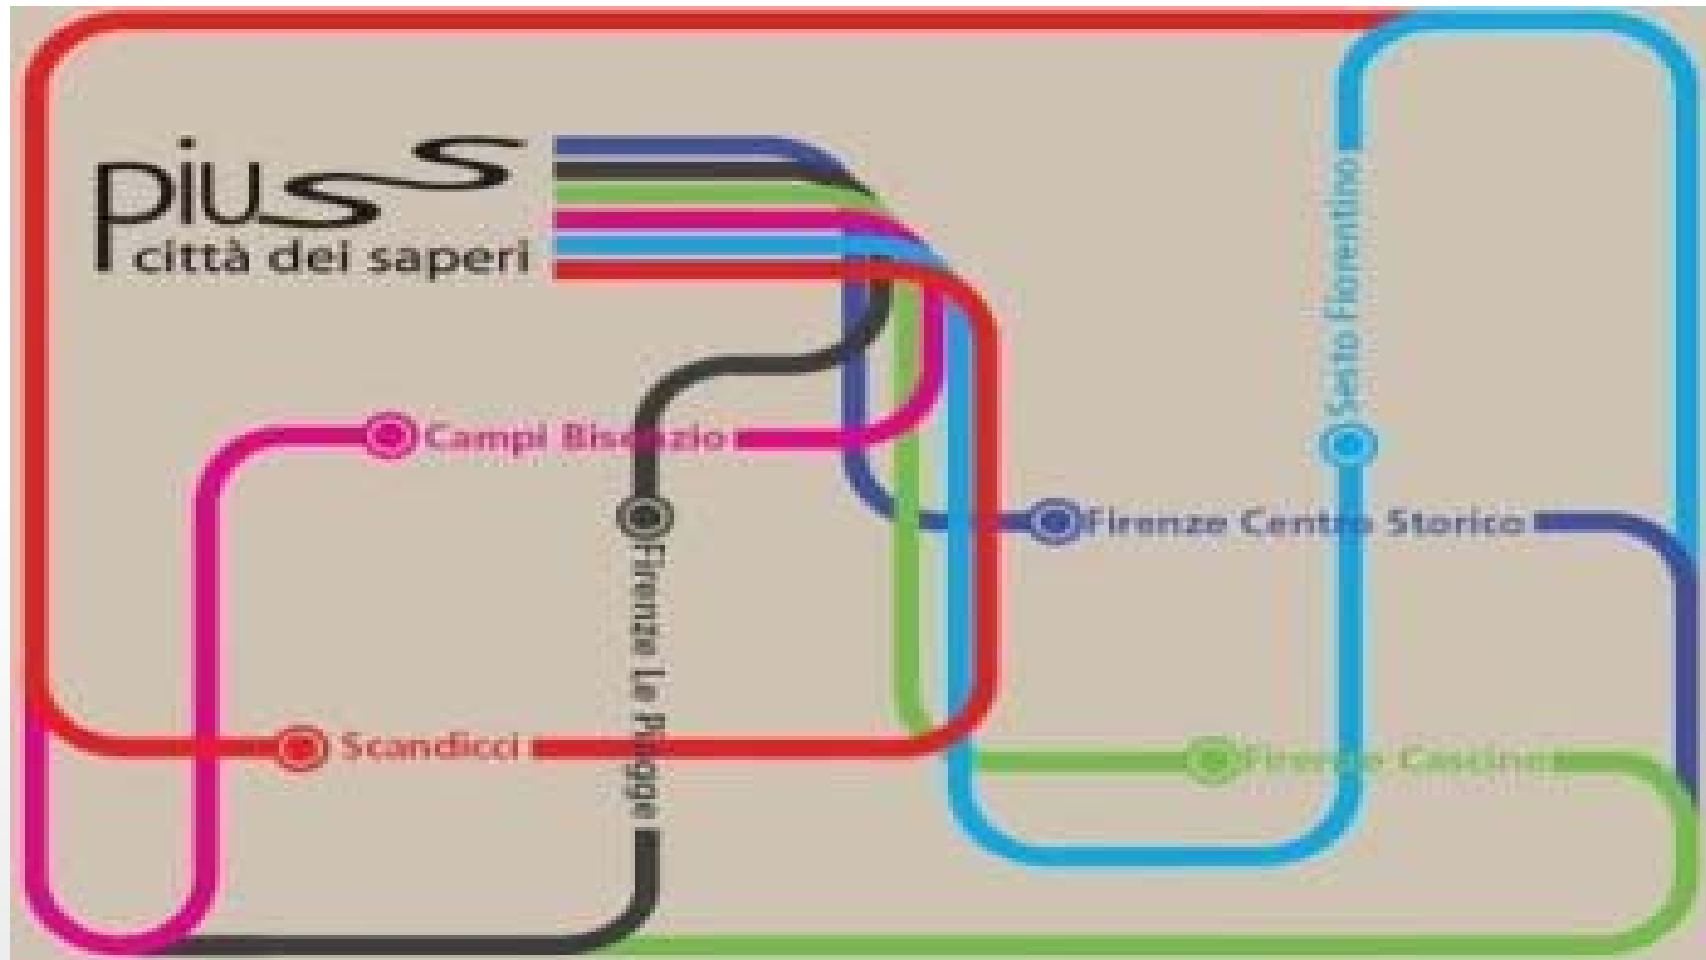 piuss
città dei saperi
Sesto Fiorentino
Campi Bisenzio
Firenze Centro Storico
Firenze Le Piagge
Scandicci
Firenze Cascine